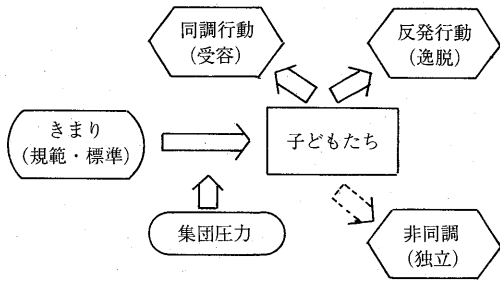 同調行動
(受容)
反発行動
(逸脱)
きまり
(規範・標準)
子どもたち
集団圧力
非同調
(独立)